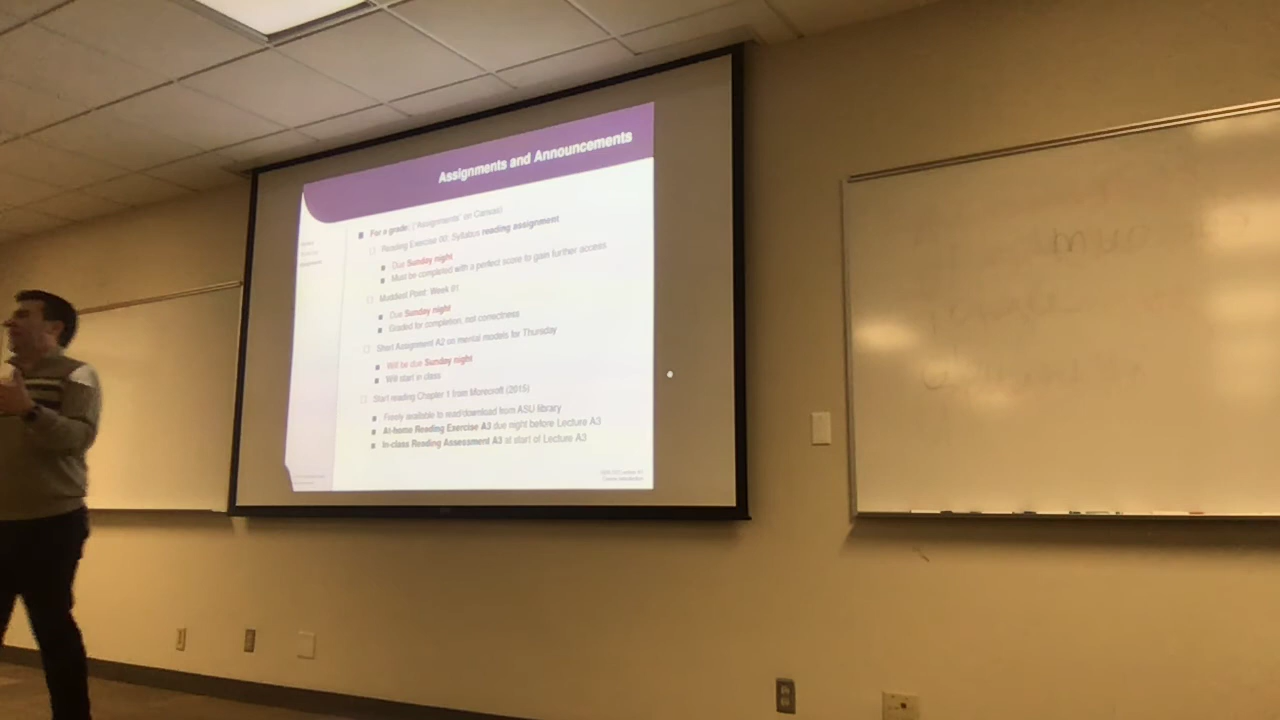 Assignments and Announcements
For a grade: ("Assignments" on Canvas)
Reading Exercise 00: Syllabus reading assignment
Due Sunday night
Must be completed with a perfect score to gain further access
Muddiest Point: Week 01
Due Sunday night
Graded for completion, not correctness
Short Assignment A2 on mental models for Thursday
Will be due Sunday night
Will start in class
Start reading Chapter 1 from Morecroft (2015)
Freely available to read/download from ASU library
At-home Reading Exercise A3 due night before Lecture A3
In-class Reading Assessment A3 at start of Lecture A3